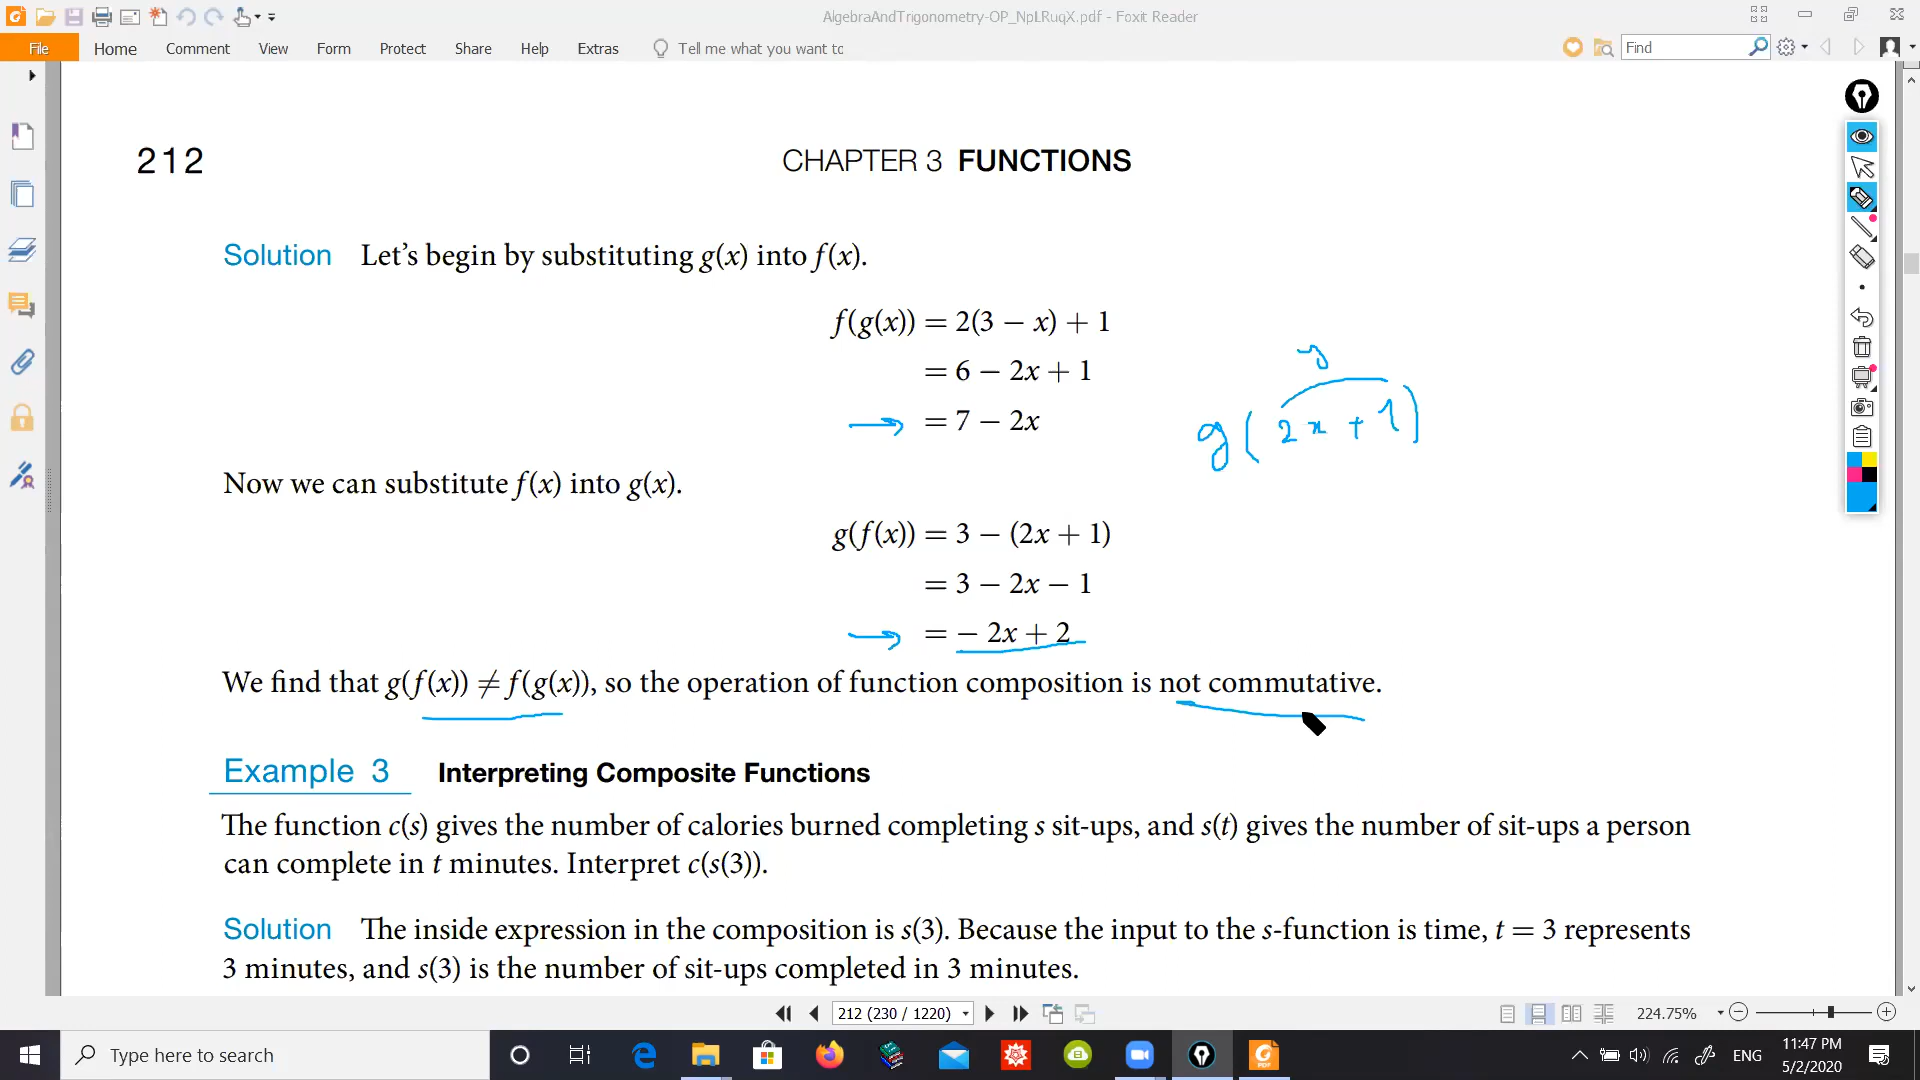 AlgebraAndTrigonometry-OP_NpLRuqX.pdf - Foxit Reader
File Home Comment View Form Protect Share Help Extras Tell me what you want tc Find
212
CHAPTER 3 FUNCTIONS
Solution Let’s begin by substituting g(x) into f(x).
f(g(x)) = 2(3 − x) + 1
= 6 − 2x + 1
= 7 − 2x
g(2x + 1)
Now we can substitute f(x) into g(x).
g(f(x)) = 3 − (2x + 1)
= 3 − 2x − 1
= − 2x + 2
We find that g(f(x)) ≠ f(g(x)), so the operation of function composition is not commutative.
Example 3 Interpreting Composite Functions
The function c(s) gives the number of calories burned completing s sit-ups, and s(t) gives the number of sit-ups a person
can complete in t minutes. Interpret c(s(3)).
Solution The inside expression in the composition is s(3). Because the input to the s-function is time, t = 3 represents
3 minutes, and s(3) is the number of sit-ups completed in 3 minutes.
212 (230 / 1220) 224.75%
Type here to search ENG 11:47 PM
5/2/2020